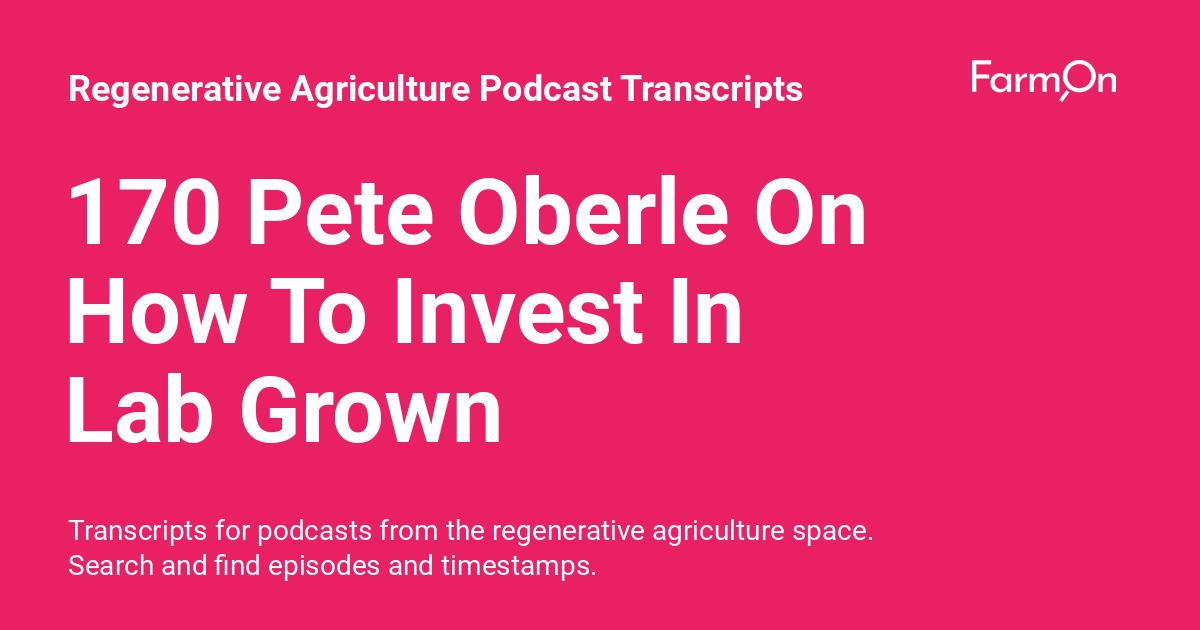 Regenerative Agriculture Podcast Transcripts
FarmOn
170 Pete Oberle On
How To Invest In
Lab Grown
Transcripts for podcasts from the regenerative agriculture space.
Search and find episodes and timestamps.